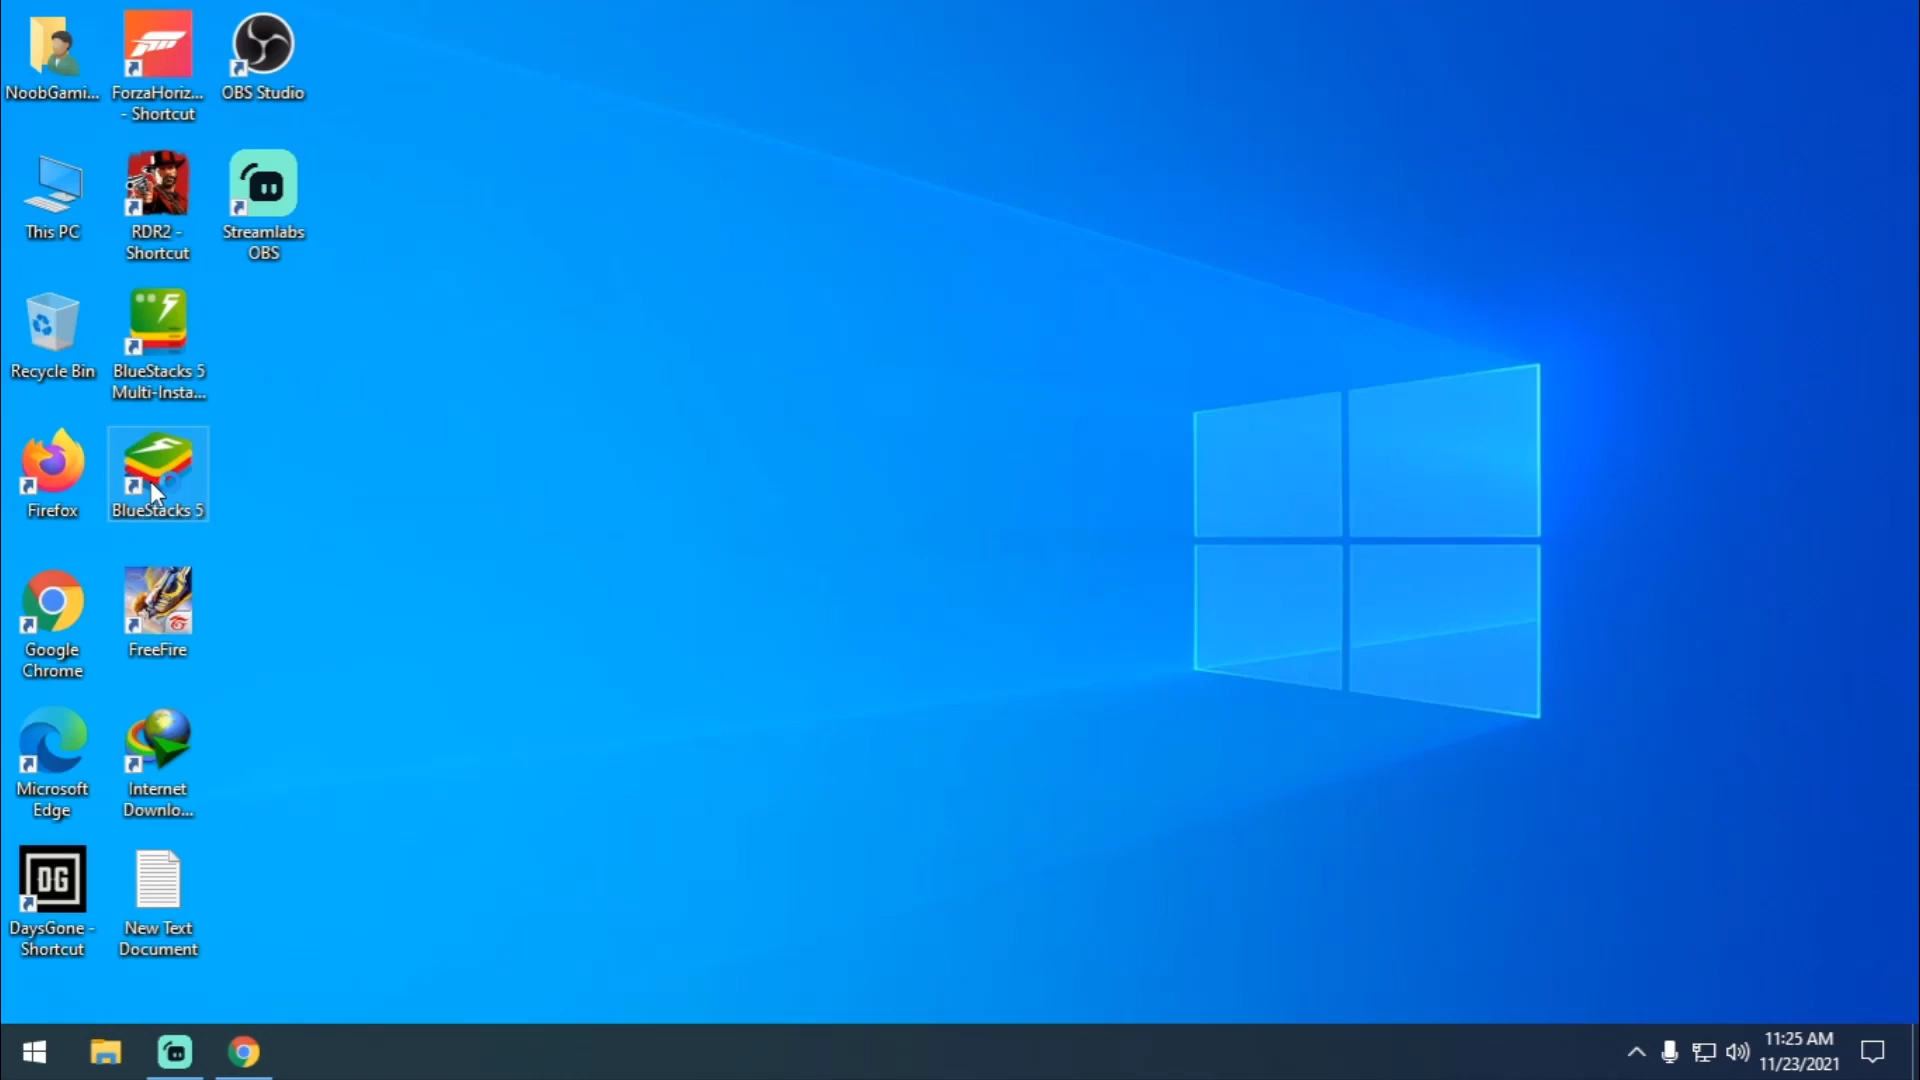 NoobGami...
ForzaHoriz...
- Shortcut
OBS Studio
This PC
RDR2 -
Shortcut
Streamlabs
OBS
Recycle Bin
BlueStacks 5
Multi-Insta...
Firefox
BlueStacks 5
Google
Chrome
FreeFire
Microsoft
Edge
Internet
Downlo...
DG
DaysGone -
Shortcut
New Text
Document
11:25 AM
11/23/2021